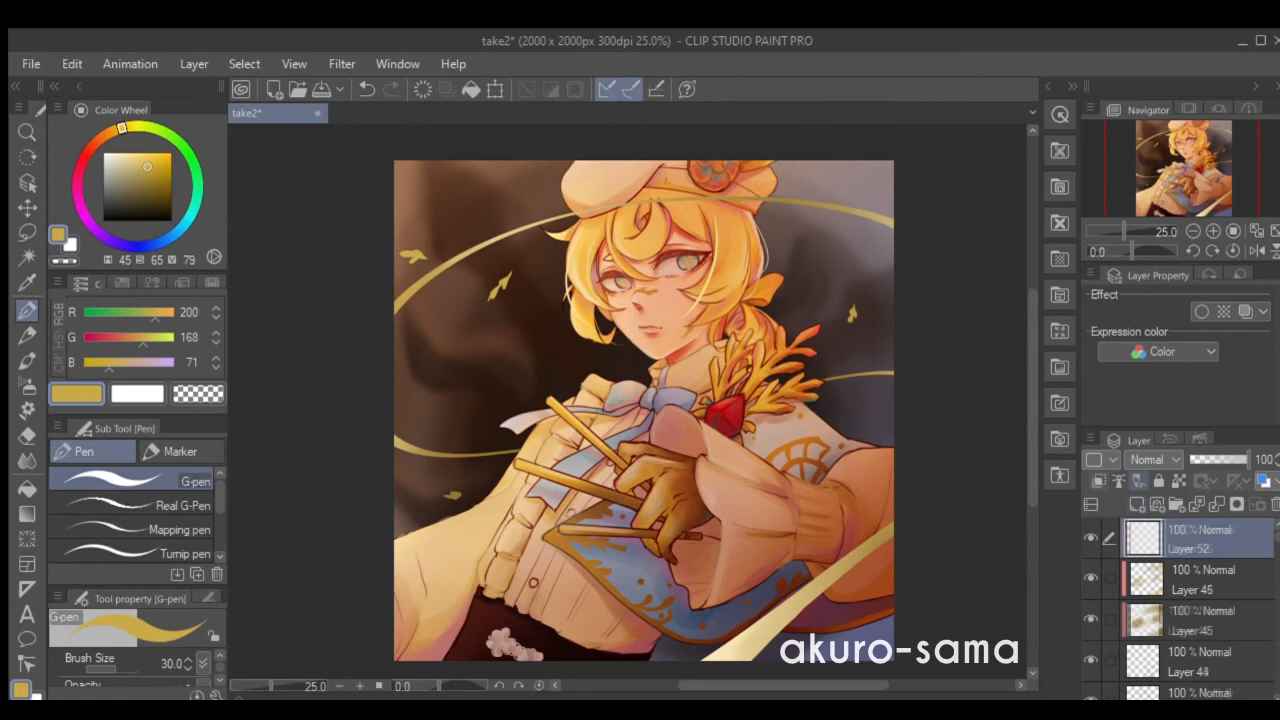 take2* (2000 x 2000px 300dpi 25.0%) - CLIP STUDIO PAINT PRO
File Edit Animation Layer Select View Filter Window Help
Color Wheel
take2*
Navigator
H 45 S 65 V 79
25.0
0.0
RGB
R 200
G 168
B 71
Layer Property
Effect
Expression color
Color
Sub Tool [Pen]
Pen Marker
G-pen
Real G-Pen
Mapping pen
Turnip pen
Layer
Normal 100
100 % Normal
Layer 52
100 % Normal
Layer 45
100 % Normal
Layer 45
100 % Normal
100 % Normal
Tool property [G-pen]
G-pen
Brush Size 30.0
Opacity
25.0 0.0
akuro-sama